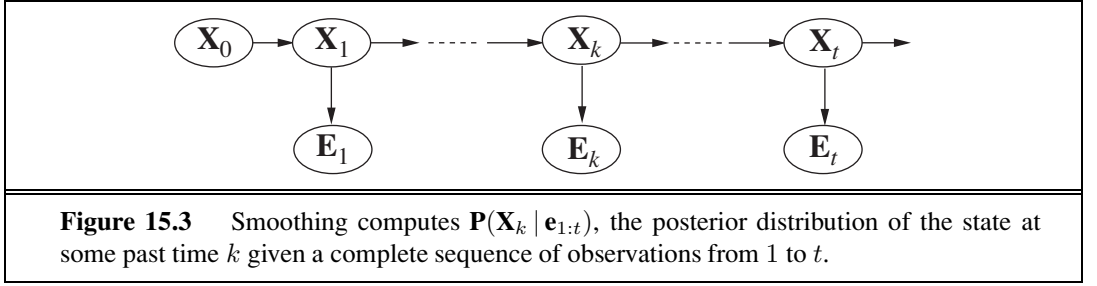 X₀ X₁ Xₖ Xₜ
E₁ Eₖ Eₜ
Figure 15.3 Smoothing computes P(Xₖ | e₁:ₜ), the posterior distribution of the state at
some past time k given a complete sequence of observations from 1 to t.